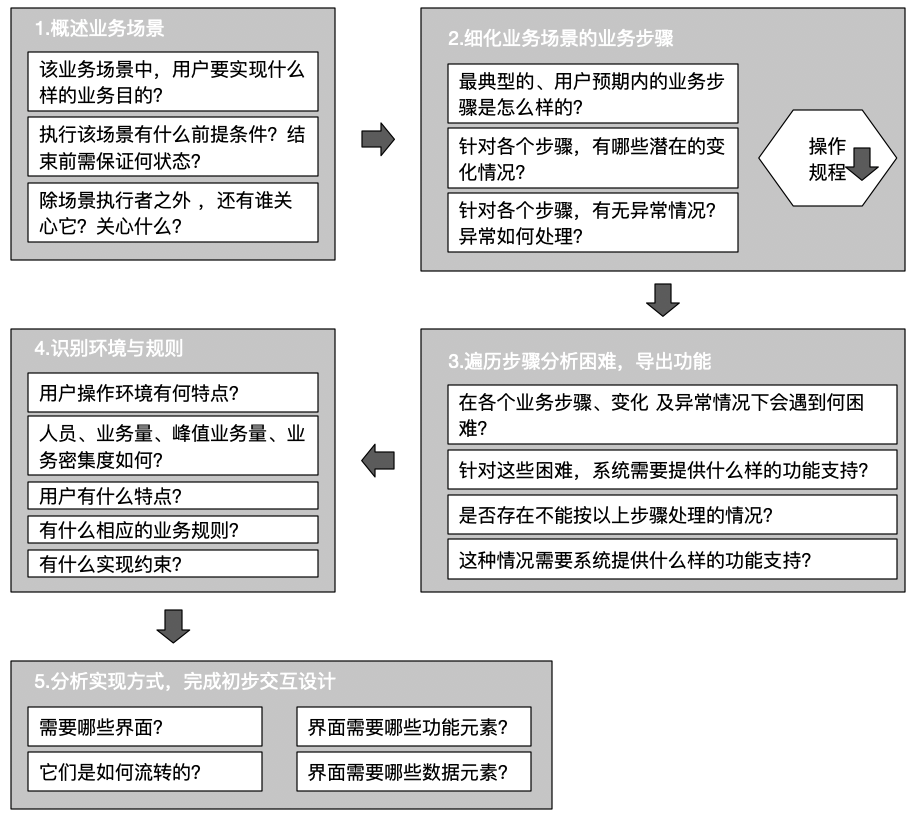 1.概述业务场景
该业务场景中，用户要实现什么
样的业务目的？
执行该场景有什么前提条件？结
束前需保证何状态？
除场景执行者之外 ，还有谁关
心它？关心什么？
2.细化业务场景的业务步骤
最典型的、用户预期内的业务步
骤是怎么样的？
针对各个步骤，有哪些潜在的变
化情况？
针对各个步骤，有无异常情况？
异常如何处理？
操作
规程
3.遍历步骤分析困难，导出功能
在各个业务步骤、变化 及异常情况下会遇到何困
难？
针对这些困难，系统需要提供什么样的功能支持？
是否存在不能按以上步骤处理的情况？
这种情况需要系统提供什么样的功能支持？
4.识别环境与规则
用户操作环境有何特点？
人员、业务量、峰值业务量、业
务密集度如何？
用户有什么特点？
有什么相应的业务规则？
有什么实现约束？
5.分析实现方式，完成初步交互设计
需要哪些界面？
它们是如何流转的？
界面需要哪些功能元素？
界面需要哪些数据元素？